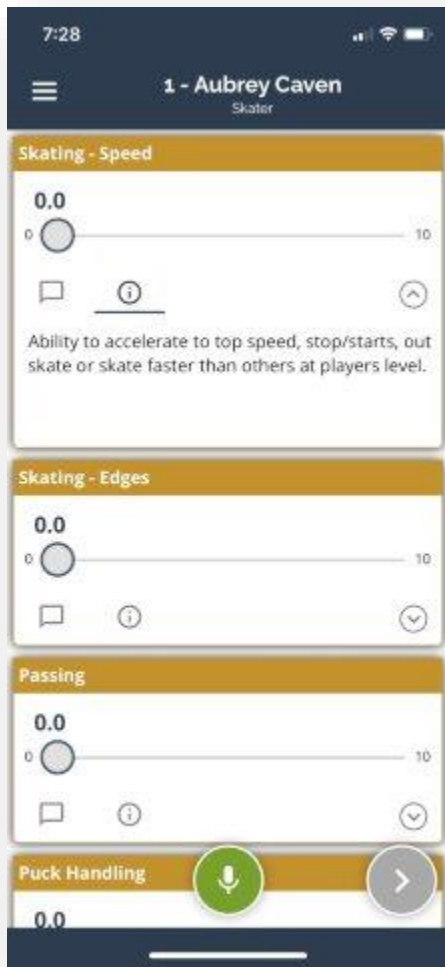 7:28
1 - Aubrey Caven
Skater
Skating - Speed
0.0
0 10
Ability to accelerate to top speed, stop/starts, out
skate or skate faster than others at players level.
Skating - Edges
0.0
0 10
Passing
0.0
0 10
Puck Handling
0.0